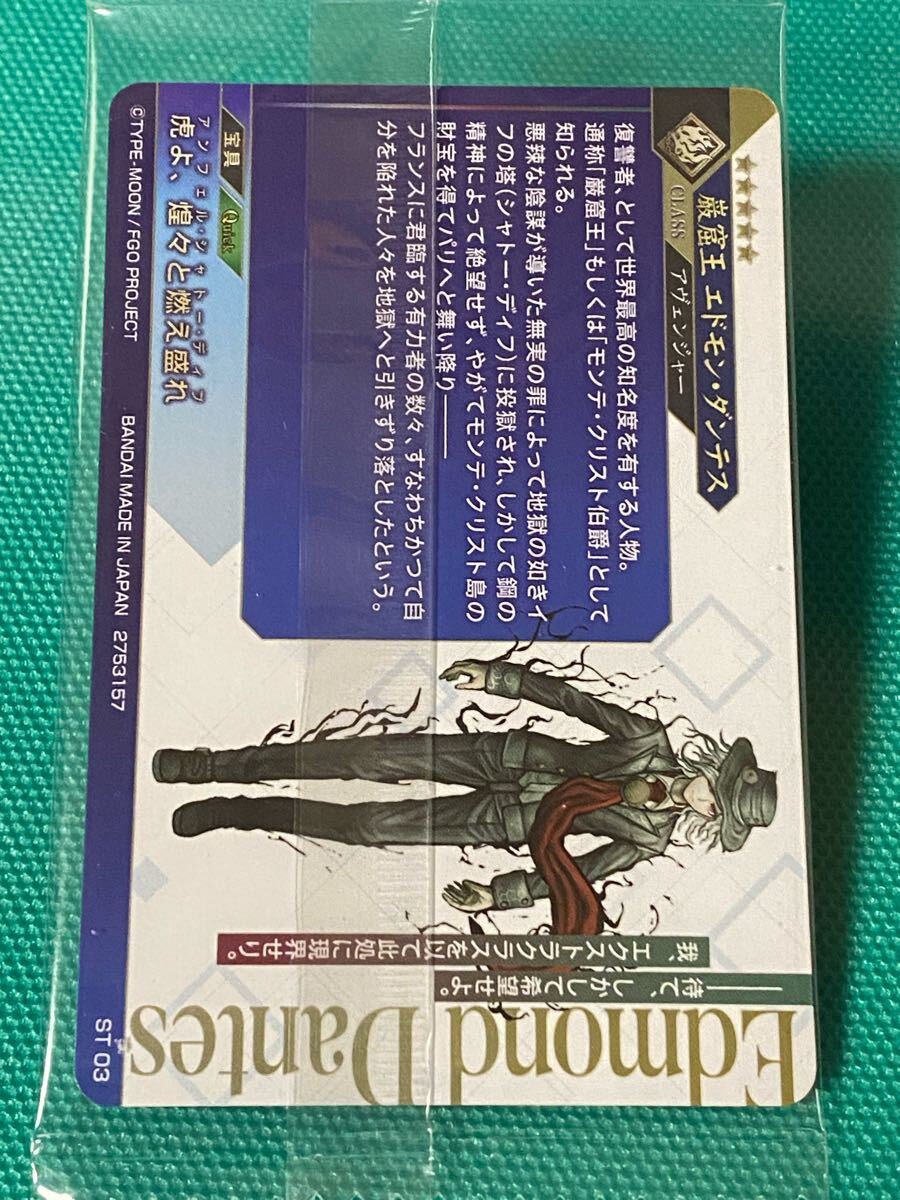 巌窟王 エドモン・ダンテス
CLASS アヴェンジャー
復讐者、として世界最高の知名度を有する人物。
通称「巌窟王」もしくは「モンテ・クリスト伯爵」として
知られる。
悪辣な陰謀が導いた無実の罪によって地獄の如きイ
フの塔(シャトー・ディフ)に投獄され、しかして鋼の
精神によって絶望せず、やがてモンテ・クリスト島の
財宝を得てパリへと舞い降り――
フランスに君臨する有力者の数々、すなわちかつて自
分を陥れた人々を地獄へと引きずり落としたという。
宝具 Quick
アンフェル・シャトー・ディフ
虎よ、煌々と燃え盛れ
我、エクストラクラスを以て此処に現界せり。
――待て、しかして希望せよ。
Edmond Dantes
©TYPE-MOON / FGO PROJECT
BANDAI MADE IN JAPAN 2753157
ST 03